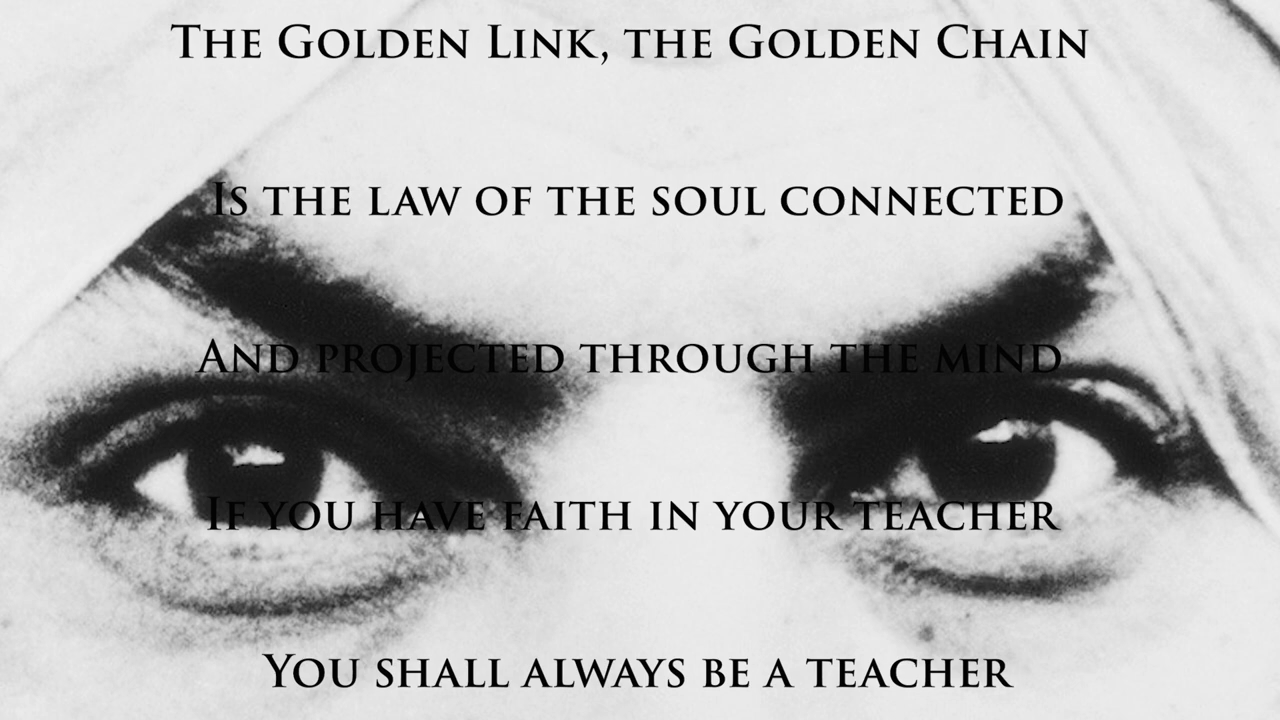 The Golden Link, the Golden Chain
Is the law of the soul connected
And projected through the mind
If you have faith in your teacher
You shall always be a teacher